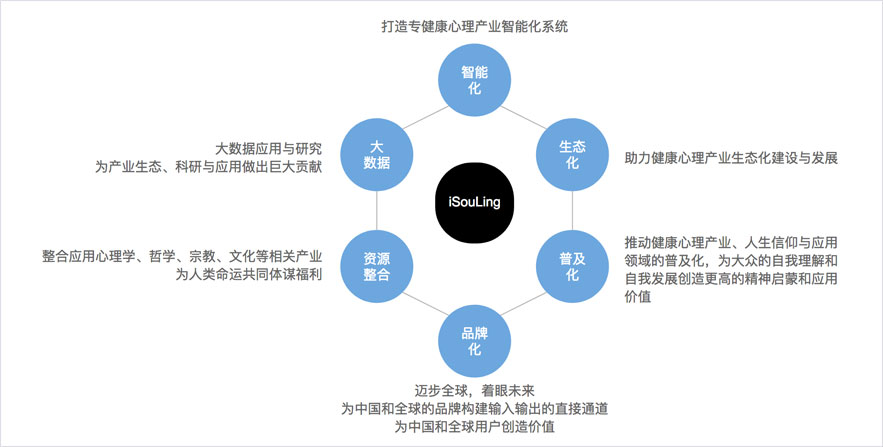 打造专健康心理产业智能化系统
智能
化
大
数据
大数据应用与研究
为产业生态、科研与应用做出巨大贡献
生态
化
助力健康心理产业生态化建设与发展
iSouLing
资源
整合
整合应用心理学、哲学、宗教、文化等相关产业
为人类命运共同体谋福利
普及
化
推动健康心理产业、人生信仰与应用
领域的普及化，为大众的自我理解和
自我发展创造更高的精神启蒙和应用
价值
品牌
化
迈步全球，着眼未来
为中国和全球的品牌构建输入输出的直接通道
为中国和全球用户创造价值